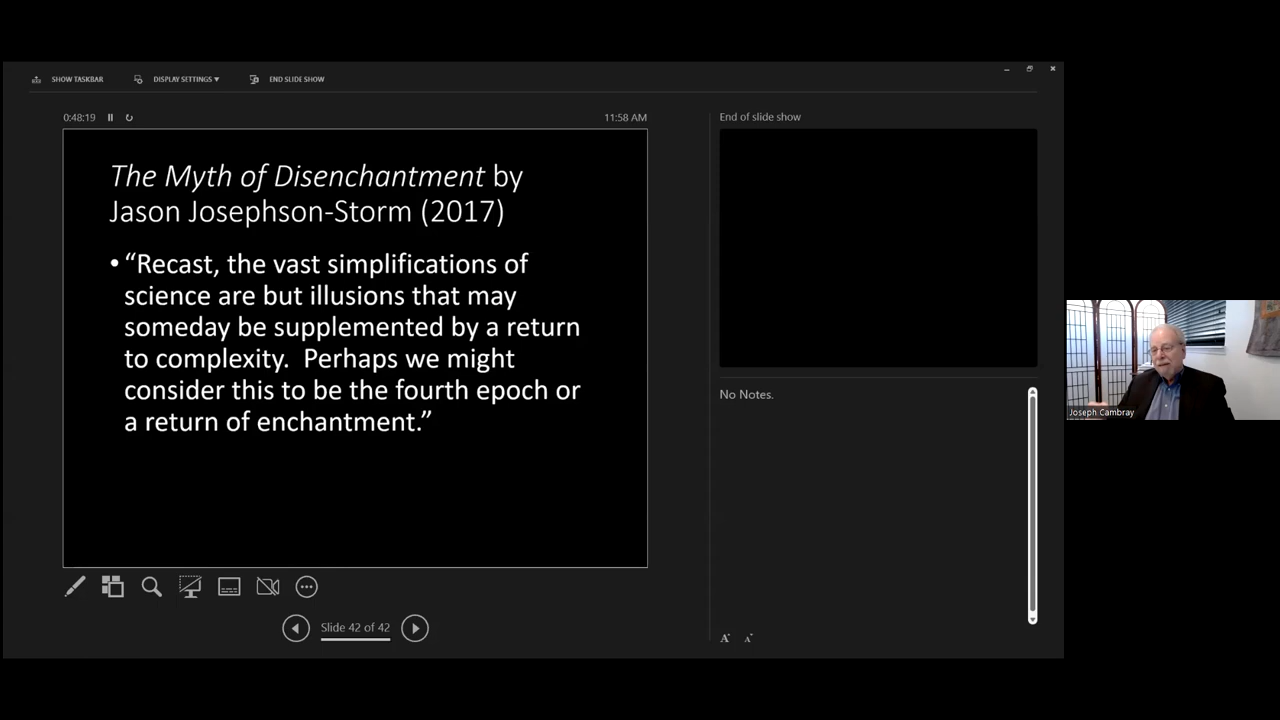 SHOW TASKBAR
DISPLAY SETTINGS ▾
END SLIDE SHOW
0:48:19
11:58 AM
The Myth of Disenchantment by
Jason Josephson-Storm (2017)
• “Recast, the vast simplifications of
science are but illusions that may
someday be supplemented by a return
to complexity.  Perhaps we might
consider this to be the fourth epoch or
a return of enchantment.”
Slide 42 of 42
End of slide show
No Notes.
A A
Joseph Cambray